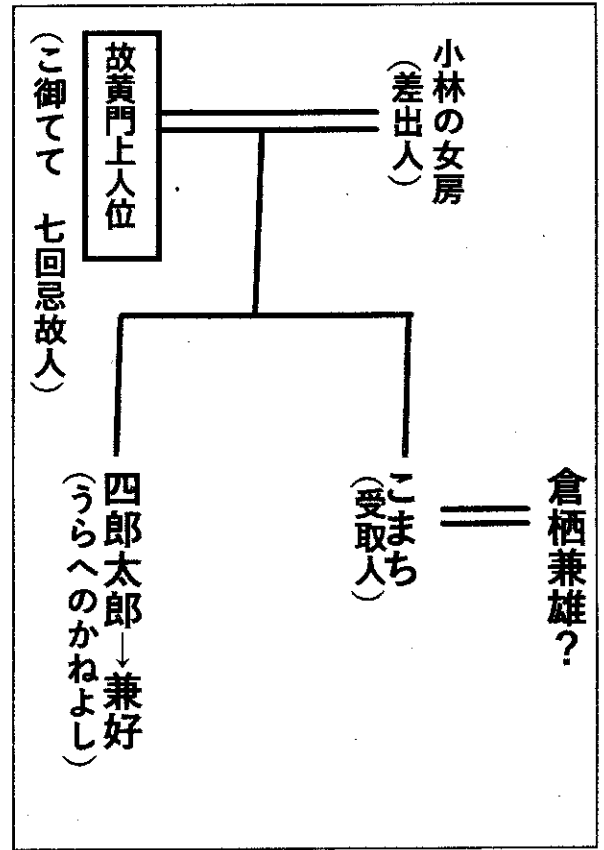 小林の女房
(差出人)
故黄門上人位
(こ御てて 七回忌故人)
倉栖兼雄?
こまち
(受取人)
四郎太郎→兼好
(うらへのかねよし)